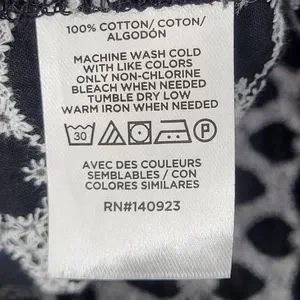 100% COTTON/ COTON/
ALGODÓN
MACHINE WASH COLD
WITH LIKE COLORS
ONLY NON-CHLORINE
BLEACH WHEN NEEDED
TUMBLE DRY LOW
WARM IRON WHEN NEEDED
30 P
AVEC DES COULEURS
SEMBLABLES / CON
COLORES SIMILARES
RN#140923